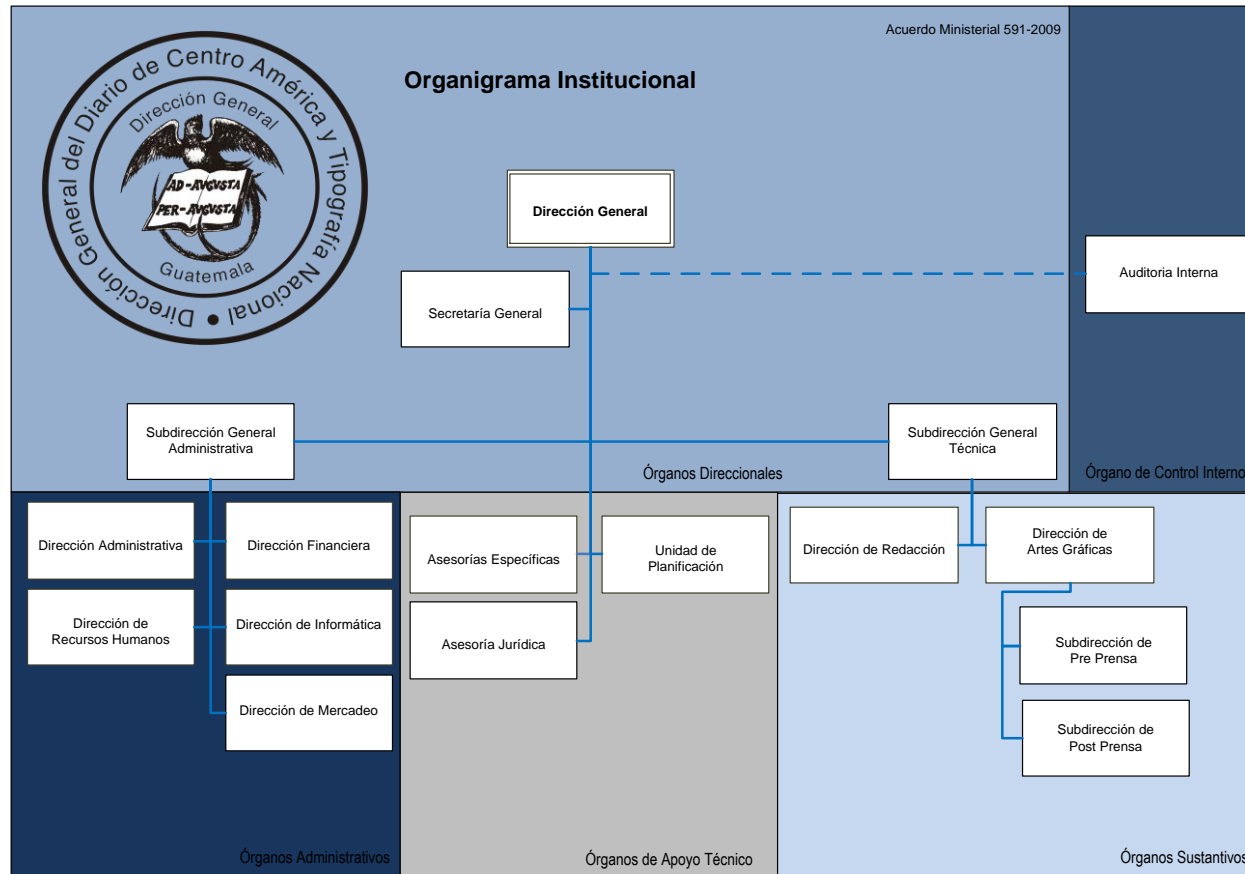 Acuerdo Ministerial 591-2009
Organigrama Institucional
Dirección General del Diario de Centro América y Tipografía Nacional
Dirección General
AD-AVGVSTA
PER-AVGVSTA
Guatemala
Dirección General
Auditoria Interna
Secretaría General
Subdirección General
Administrativa
Subdirección General
Técnica
Órganos Direccionales
Órgano de Control Interno
Dirección Administrativa
Dirección Financiera
Asesorías Específicas
Unidad de
Planificación
Dirección de Redacción
Dirección de
Artes Gráficas
Dirección de
Recursos Humanos
Dirección de Informática
Asesoría Jurídica
Subdirección de
Pre Prensa
Dirección de Mercadeo
Subdirección de
Post Prensa
Órganos Administrativos
Órganos de Apoyo Técnico
Órganos Sustantivos